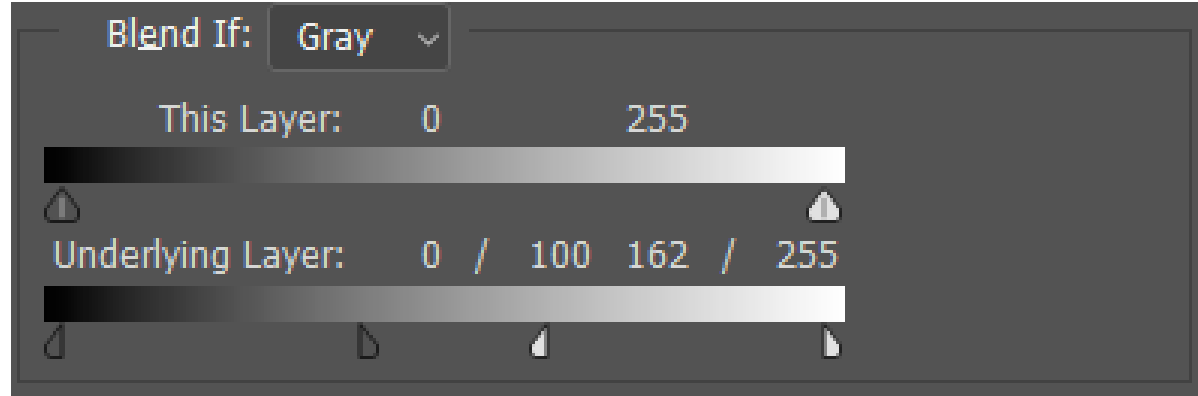 Blend If: Gray
This Layer: 0 255
Underlying Layer: 0 / 100 162 / 255